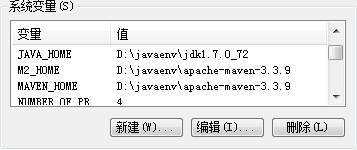 系统变量(S)
变量 值
JAVA_HOME D:\javaenv\jdk1.7.0_72
M2_HOME D:\javaenv\apache-maven-3.3.9
MAVEN_HOME D:\javaenv\apache-maven-3.3.9
NUMBER_OF_PR 4
新建(W)... 编辑(I)... 删除(L)